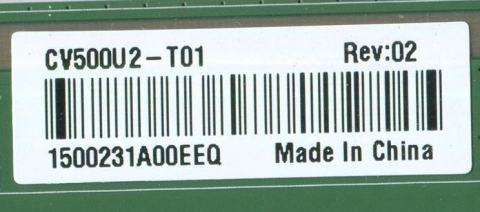 CV500U2-T01 Rev:02
1500231A00EEQ Made In China